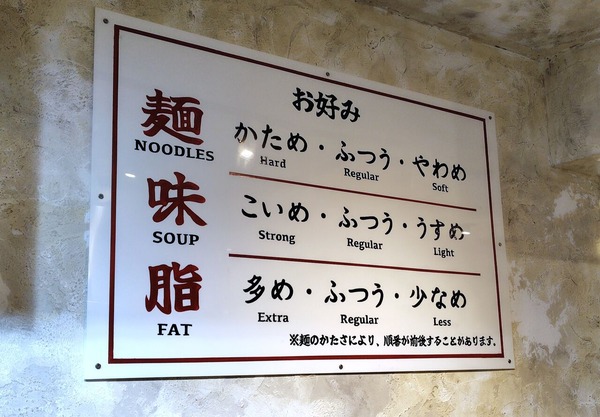 お好み
麺 かため・ふつう・やわめ
NOODLES Hard Regular Soft
味 こいめ・ふつう・うすめ
SOUP Strong Regular Light
脂 多め・ふつう・少なめ
FAT Extra Regular Less
※麺のかたさにより、順番が前後することがあります。